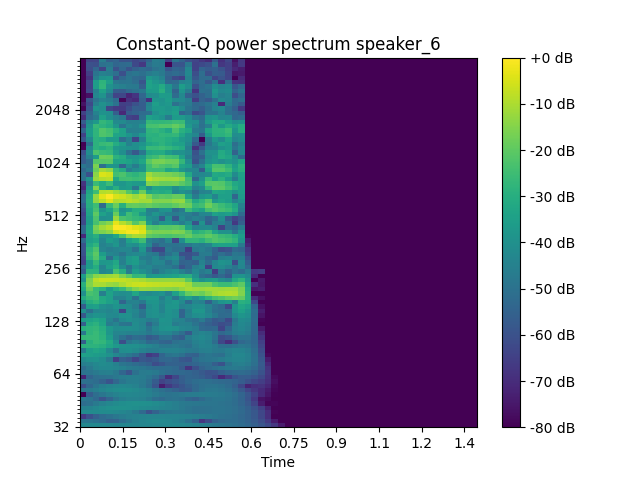 Constant-Q power spectrum speaker_6
Hz
2048
1024
512
256
128
64
32
0 0.15 0.3 0.45 0.6 0.75 0.9 1.1 1.2 1.4
Time
+0 dB
-10 dB
-20 dB
-30 dB
-40 dB
-50 dB
-60 dB
-70 dB
-80 dB